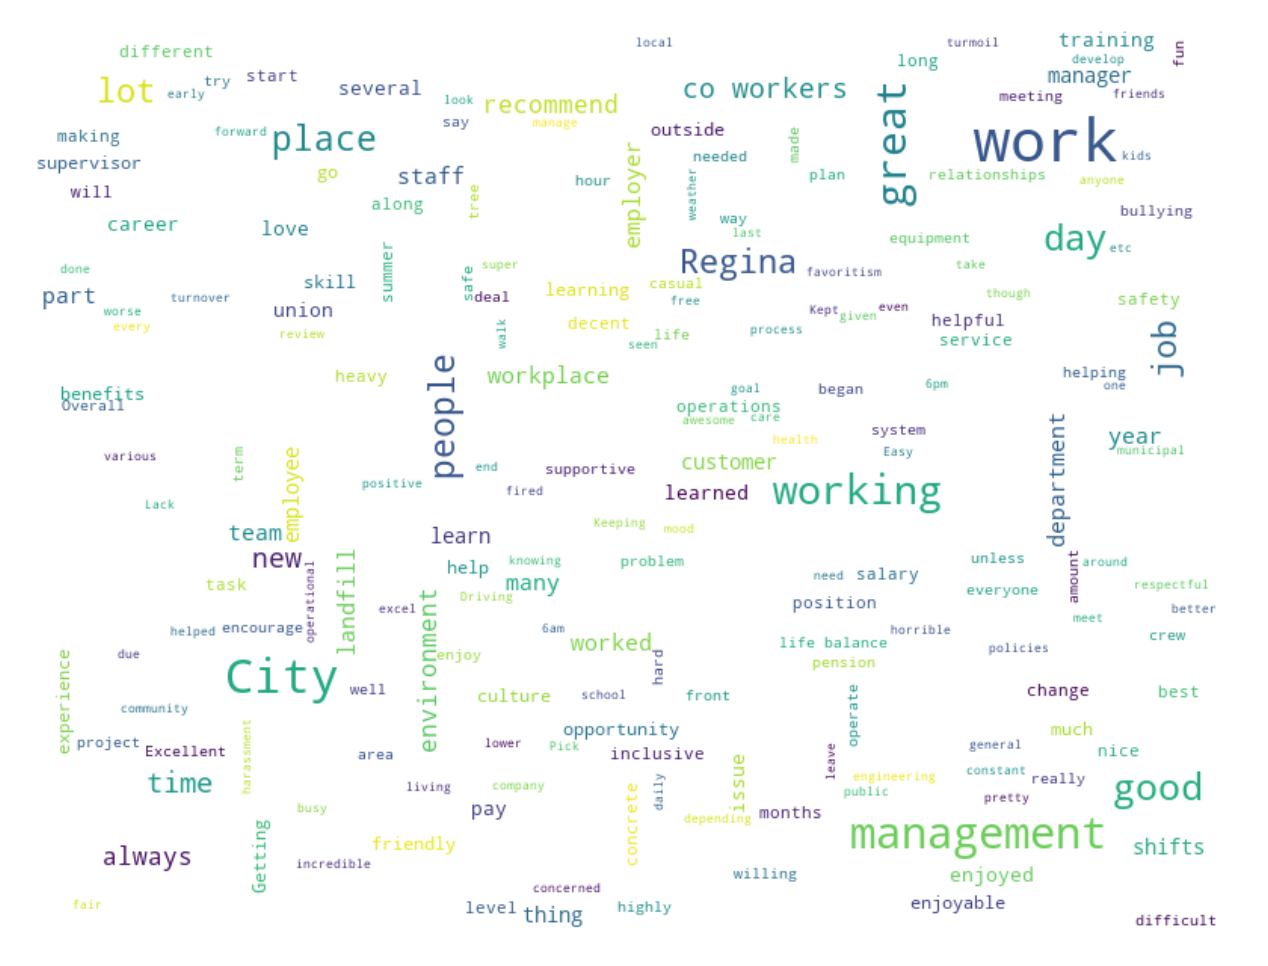 local
turmoil
training
different
fun
develop
long
manager
start
try
lot
early
several
co workers
meeting
friends
look
recommend
great
say
manage
outside
making
forward
place
work
made
kids
supervisor
needed
staff
go
hour
employer
plan
relationships
anyone
will
weather
tree
along
bullying
way
career
love
last
Regina
equipment
day
etc
done
summer
safe
super
favoritism
take
skill
casual
learning
part
turnover
deal
free
though
safety
worse
union
Kept
given
even
helpful
every
review
walk
decent
life
process
seen
service
job
heavy
people
workplace
helping
one
benefits
Overall
goal
began
6pm
operations
awesome
care
system
department
year
municipal
health
various
term
employee
positive
end
supportive
customer
Easy
fired
learned
working
Lack
team
learn
Keeping
mood
new
landfill
help
knowing
problem
unless
around
amount
task
operational
many
need
salary
everyone
respectful
Driving
excel
environment
position
better
meet
helped
encourage
6am
worked
horrible
crew
life balance
policies
due
enjoy
hard
pension
experience
City
well
culture
school
front
operate
change
best
community
opportunity
much
project
Excellent
harassment
area
lower
Pick
inclusive
leave
general
nice
time
living
company
concrete
daily
issue
engineering
public
constant
really
pretty
good
busy
pay
depending
months
management
Getting
friendly
shifts
always
incredible
willing
enjoyed
concerned
fair
level
thing
highly
enjoyable
difficult